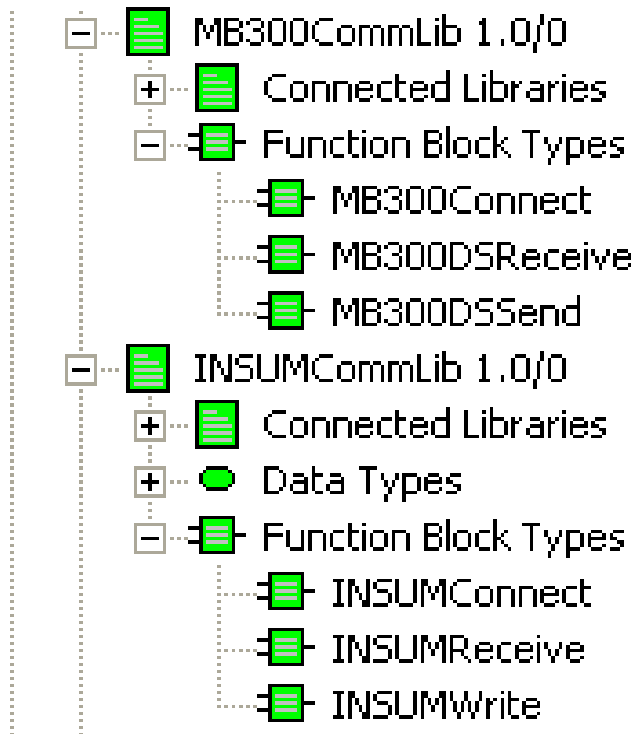 MB300CommLib 1.0/0
Connected Libraries
Function Block Types
MB300Connect
MB300DSReceive
MB300DSSend
INSUMCommLib 1.0/0
Connected Libraries
Data Types
Function Block Types
INSUMConnect
INSUMReceive
INSUMWrite